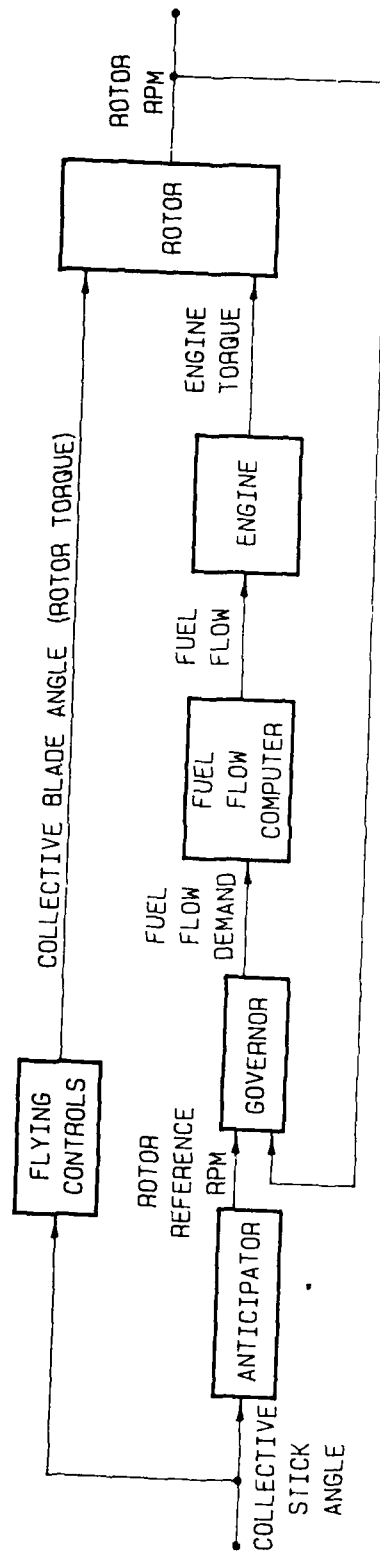 COLLECTIVE
STICK
ANGLE
FLYING
CONTROLS
COLLECTIVE BLADE ANGLE (ROTOR TORQUE)
ANTICIPATOR
ROTOR
REFERENCE
RPM
GOVERNOR
FUEL
FLOW
DEMAND
FUEL
FLOW
COMPUTER
FUEL
FLOW
ENGINE
ENGINE
TORQUE
ROTOR
ROTOR
RPM